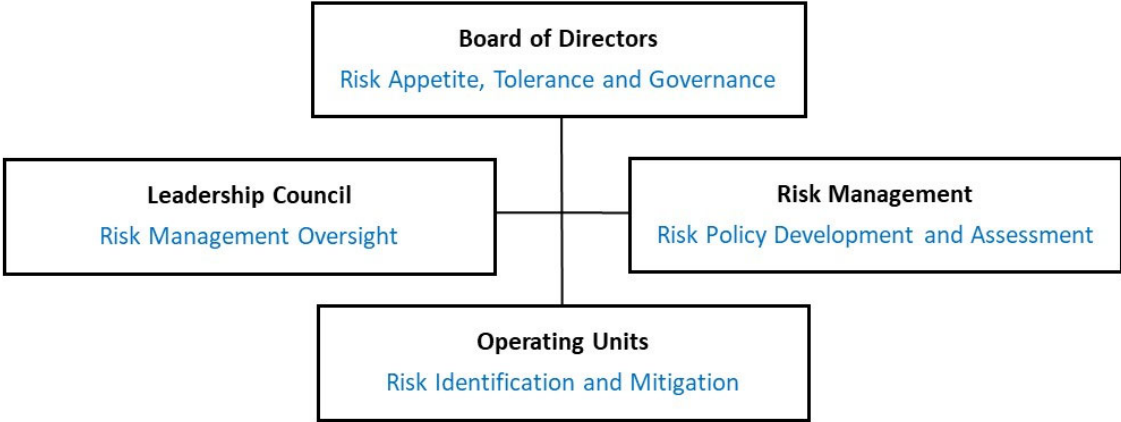 Board of Directors
Risk Appetite, Tolerance and Governance
Leadership Council
Risk Management Oversight
Risk Management
Risk Policy Development and Assessment
Operating Units
Risk Identification and Mitigation